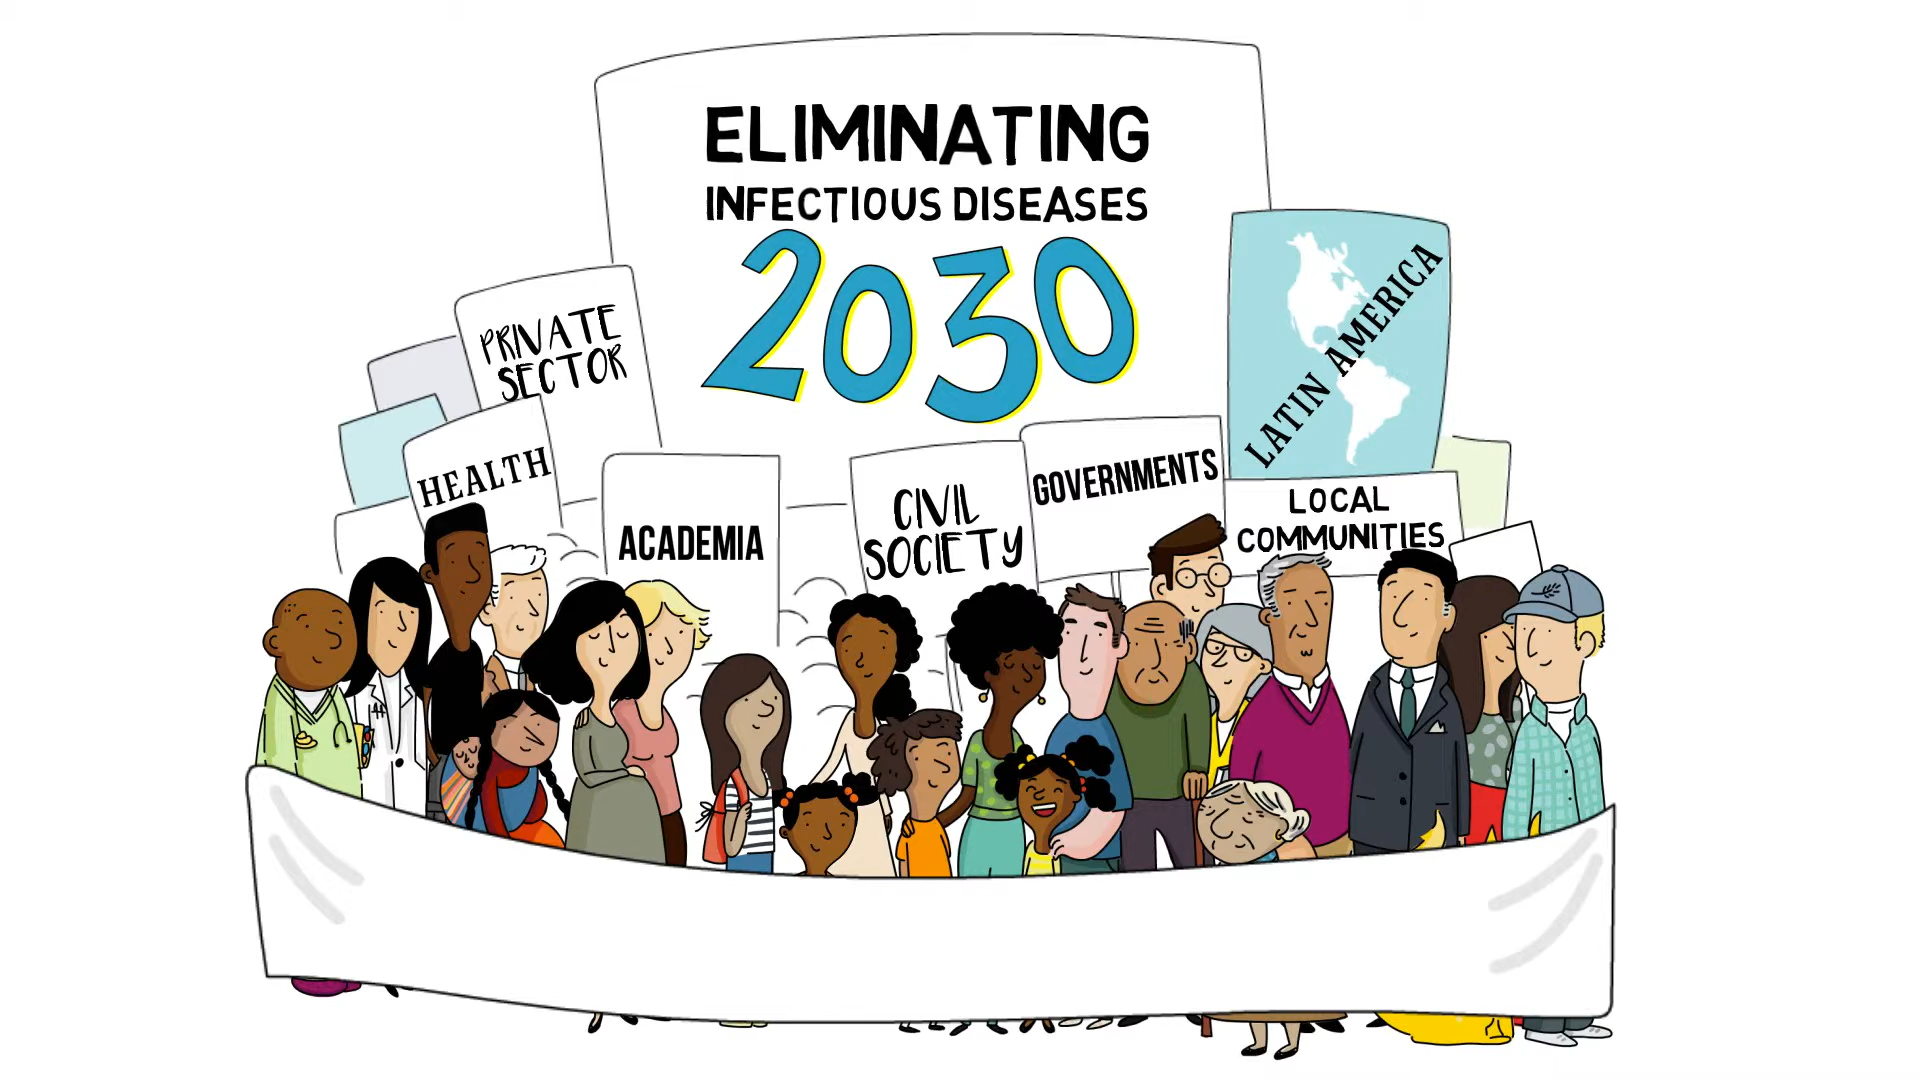 ELIMINATING
INFECTIOUS DISEASES
2030
PRIVATE
SECTOR
HEALTH
ACADEMIA
CIVIL
SOCIETY
GOVERNMENTS
LATIN AMERICA
LOCAL
COMMUNITIES